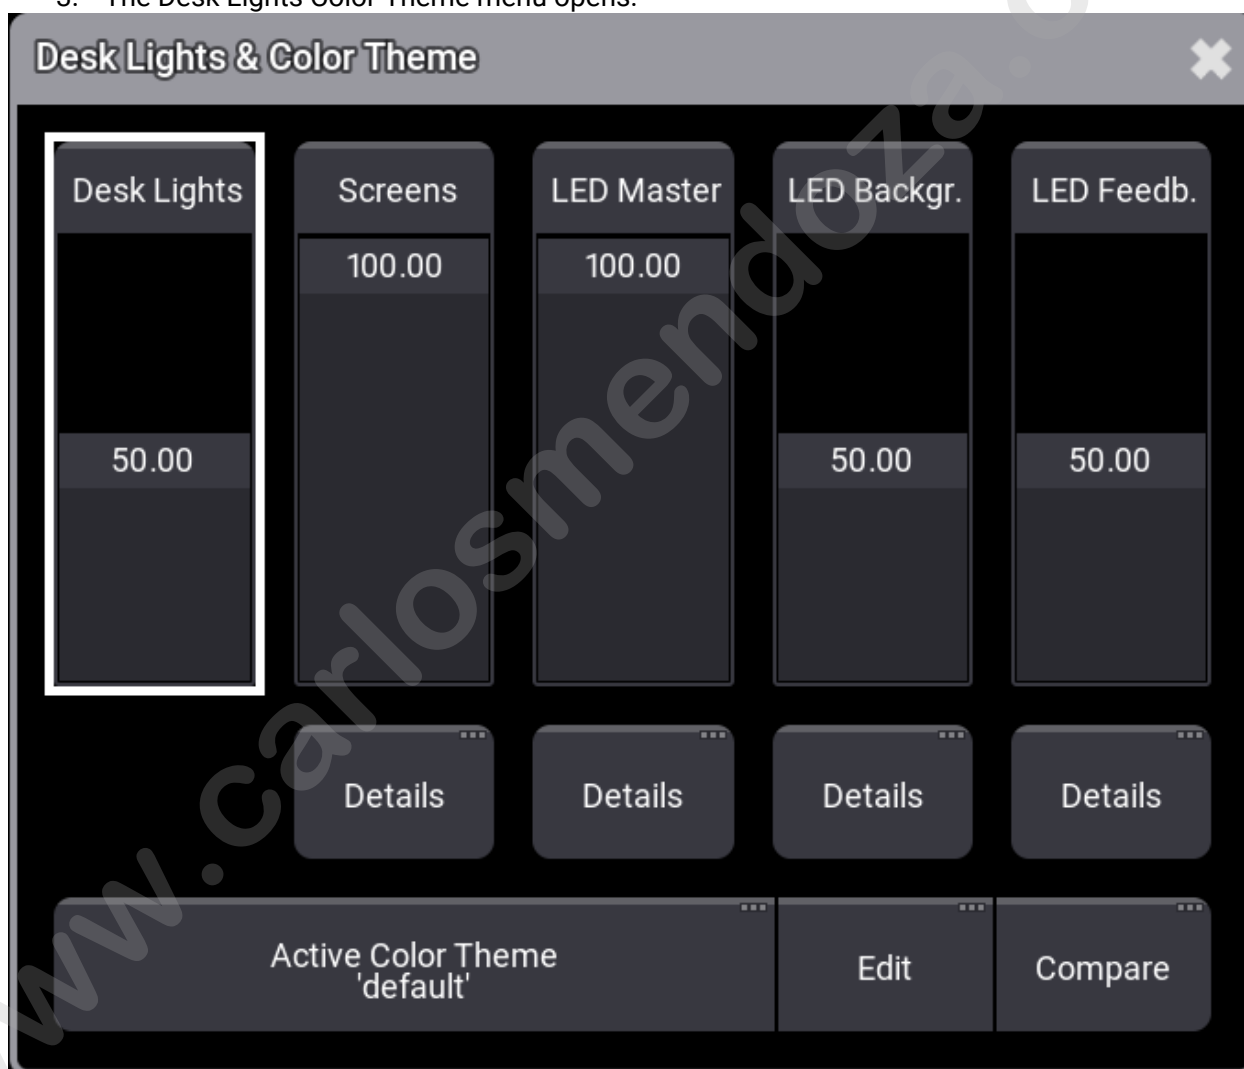 3. The Desk Lights Color Theme menu opens.
Desk Lights & Color Theme
Desk Lights
Screens
LED Master
LED Backgr.
LED Feedb.
100.00
100.00
50.00
50.00
50.00
Details
Details
Details
Details
Active Color Theme
'default'
Edit
Compare
www.carlosmendoza.c